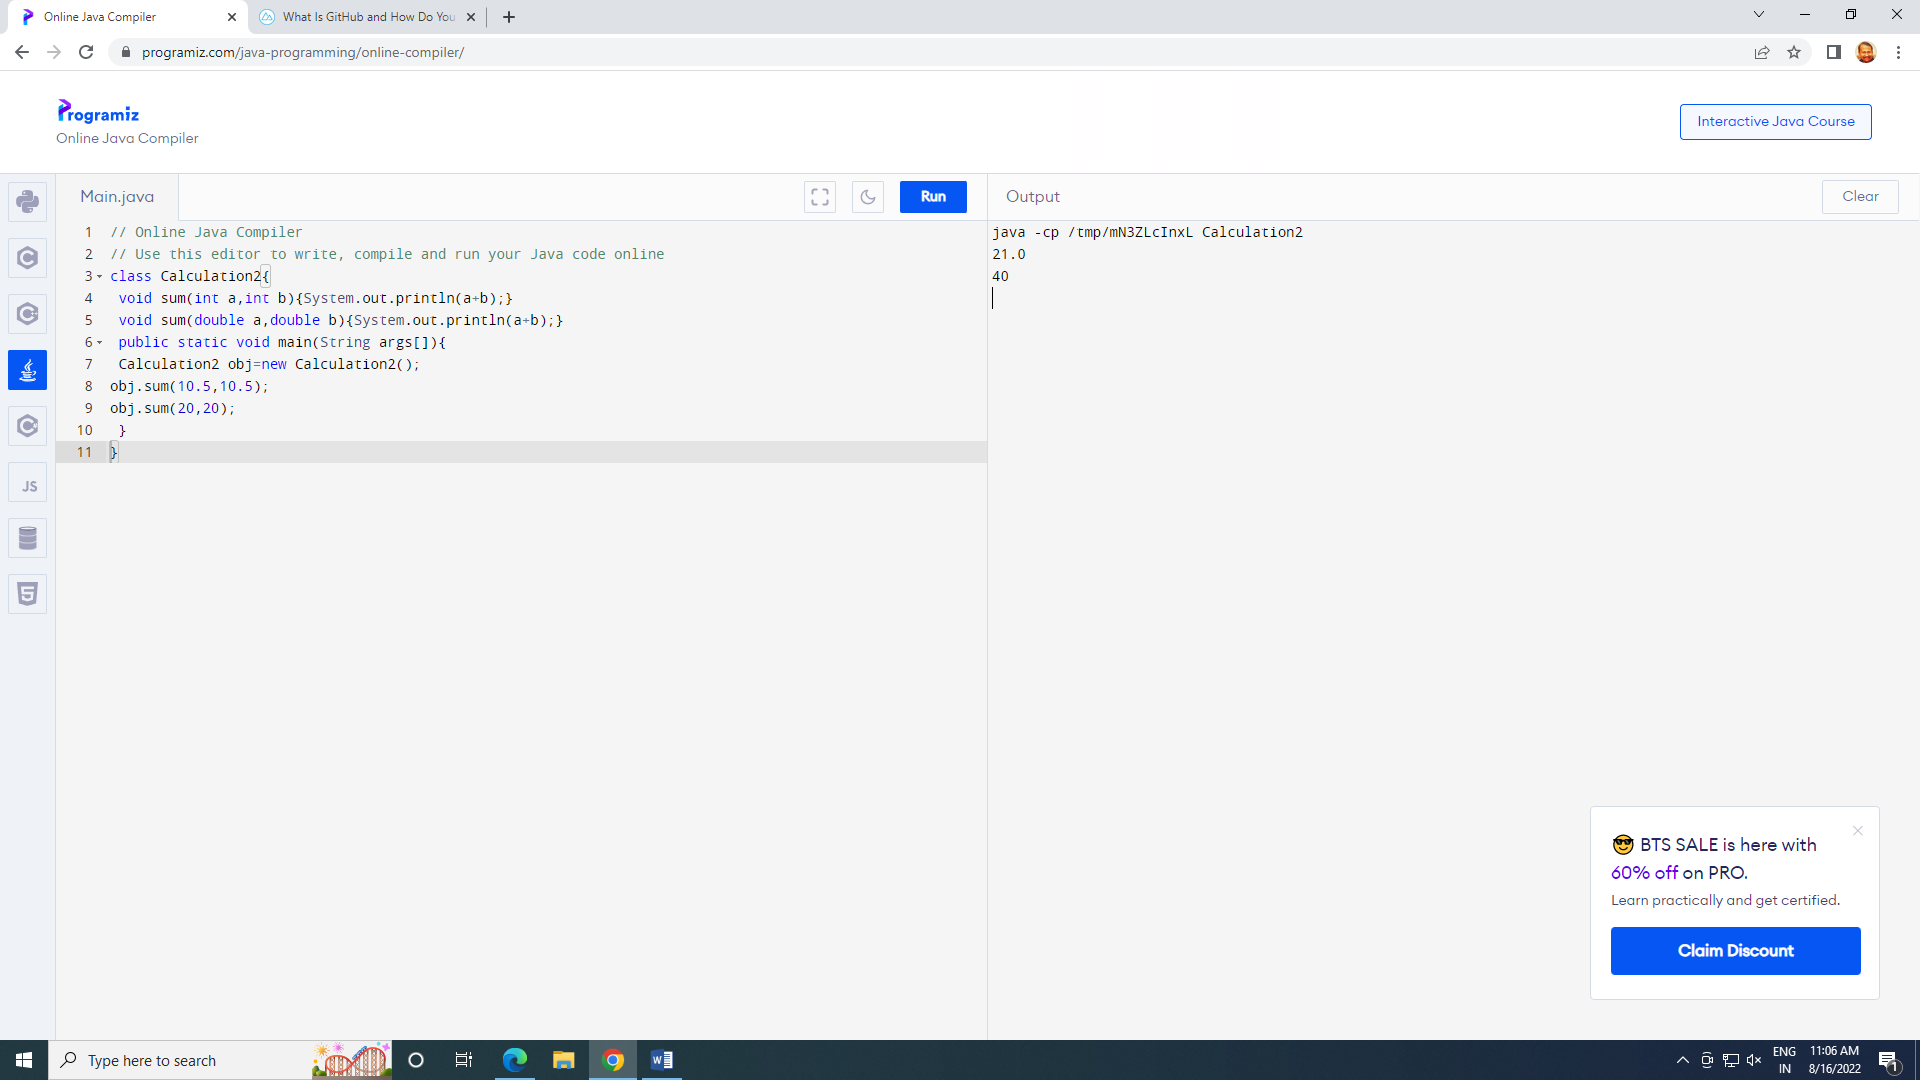 Online Java Compiler
What Is GitHub and How Do You
programiz.com/java-programming/online-compiler/
Programiz
Online Java Compiler
Interactive Java Course
Main.java
Run
Output
Clear
1 // Online Java Compiler
2 // Use this editor to write, compile and run your Java code online
3 class Calculation2{
4 void sum(int a,int b){System.out.println(a+b);}
5 void sum(double a,double b){System.out.println(a+b);}
6 public static void main(String args[]){
7 Calculation2 obj=new Calculation2();
8 obj.sum(10.5,10.5);
9 obj.sum(20,20);
10 }
11 }
java -cp /tmp/mN3ZLcInxL Calculation2
21.0
40
JS
BTS SALE is here with
60% off on PRO.
Learn practically and get certified.
Claim Discount
Type here to search
ENG
IN
11:06 AM
8/16/2022
1